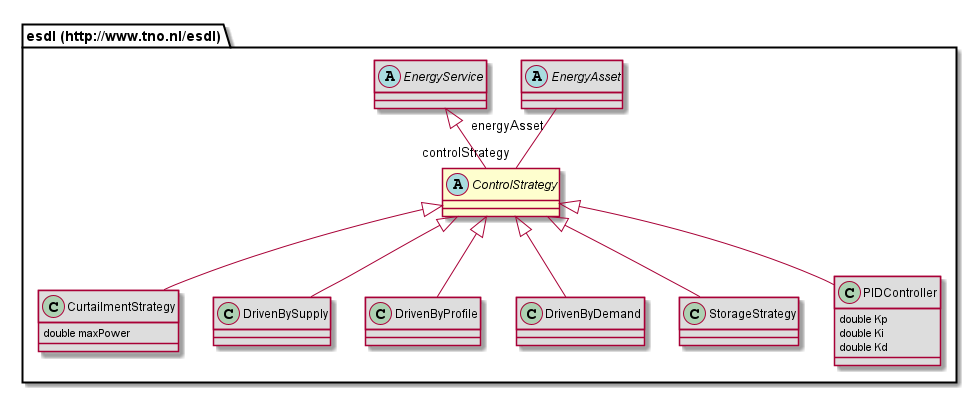 esdl (http://www.tno.nl/esdl)
A EnergyService
A EnergyAsset
energyAsset
controlStrategy
A ControlStrategy
C CurtailmentStrategy
double maxPower
C DrivenBySupply
C DrivenByProfile
C DrivenByDemand
C StorageStrategy
C PIDController
double Kp
double Ki
double Kd